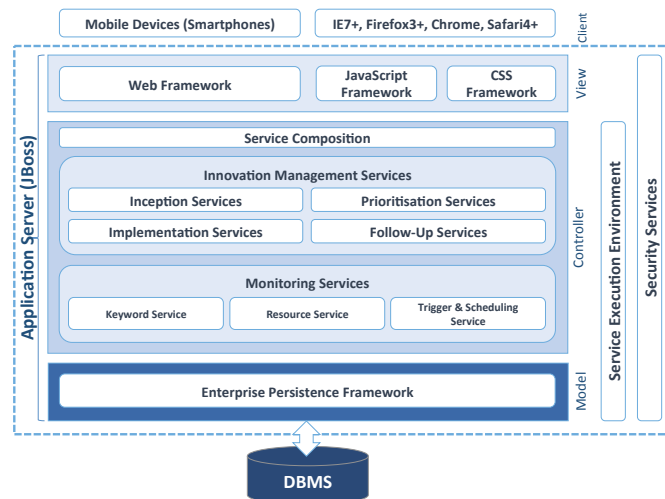 Mobile Devices (Smartphones)
IE7+, Firefox3+, Chrome, Safari4+
Client
Application Server (JBoss)
Web Framework
JavaScript
Framework
CSS
Framework
View
Service Composition
Innovation Management Services
Inception Services
Prioritisation Services
Implementation Services
Follow-Up Services
Monitoring Services
Keyword Service
Resource Service
Trigger & Scheduling
Service
Controller
Enterprise Persistence Framework
Model
Service Execution Environment
Security Services
DBMS